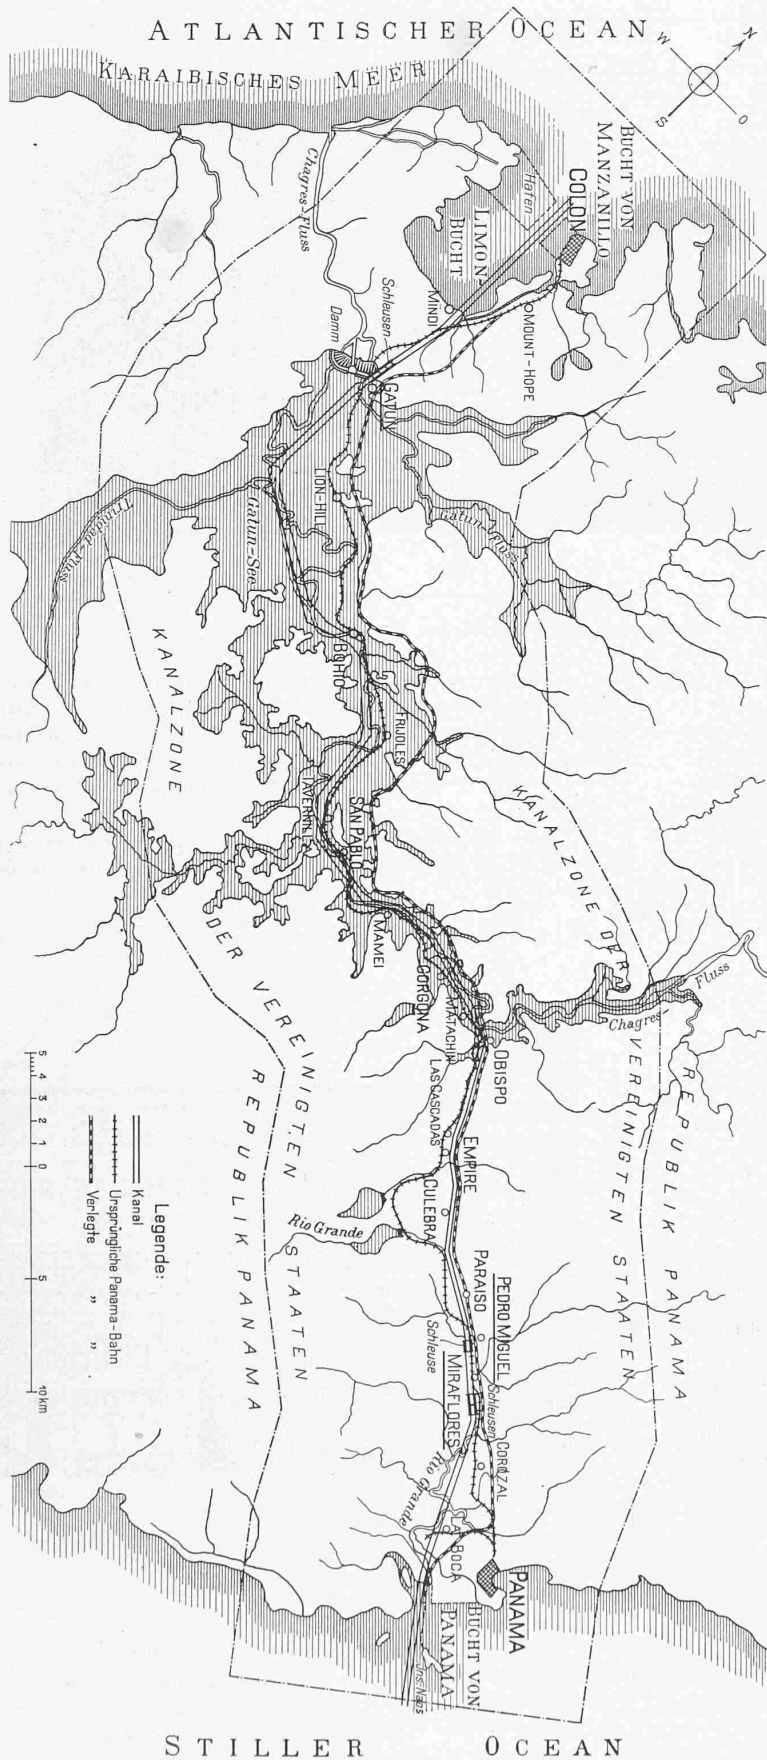 ATLANTISCHER OCEAN
KARAIBISCHES MEER
N
W
O
S
BUCHT VON
MANZANILLO
COLON
Hafen
LIMON-
BUCHT
Chagres-Fluss
MINDI
MOUNT-HOPE
Schleusen
Damm
GATUN
LION-HILL
Gatun-See
Gatun-Fluss
Trinidad-Fluss
KANALZONE
BOHIO
FRIJOLES
TAVERNILLA
SAN PABLO
MAMEI
GORGONA
MATACHIN
OBISPO
KANALZONE DER
VEREINIGTEN STAATEN
Chagres-Fluss
REPUBLIK PANAMA
DER VEREINIGTEN STAATEN
REPUBLIK PANAMA
LAS CASCADAS
EMPIRE
CULEBRA
Rio Grande
PARAISO
PEDRO MIGUEL
Schleuse
MIRAFLORES
Schleusen
COROZAL
Rio Grande
LA BOCA
PANAMA
BUCHT VON
PANAMA
Jns. Naos
Legende:
Kanal
Ursprüngliche Panama-Bahn
Verlegte " "
5 4 3 2 1 0 5 10 km
STILLER OCEAN